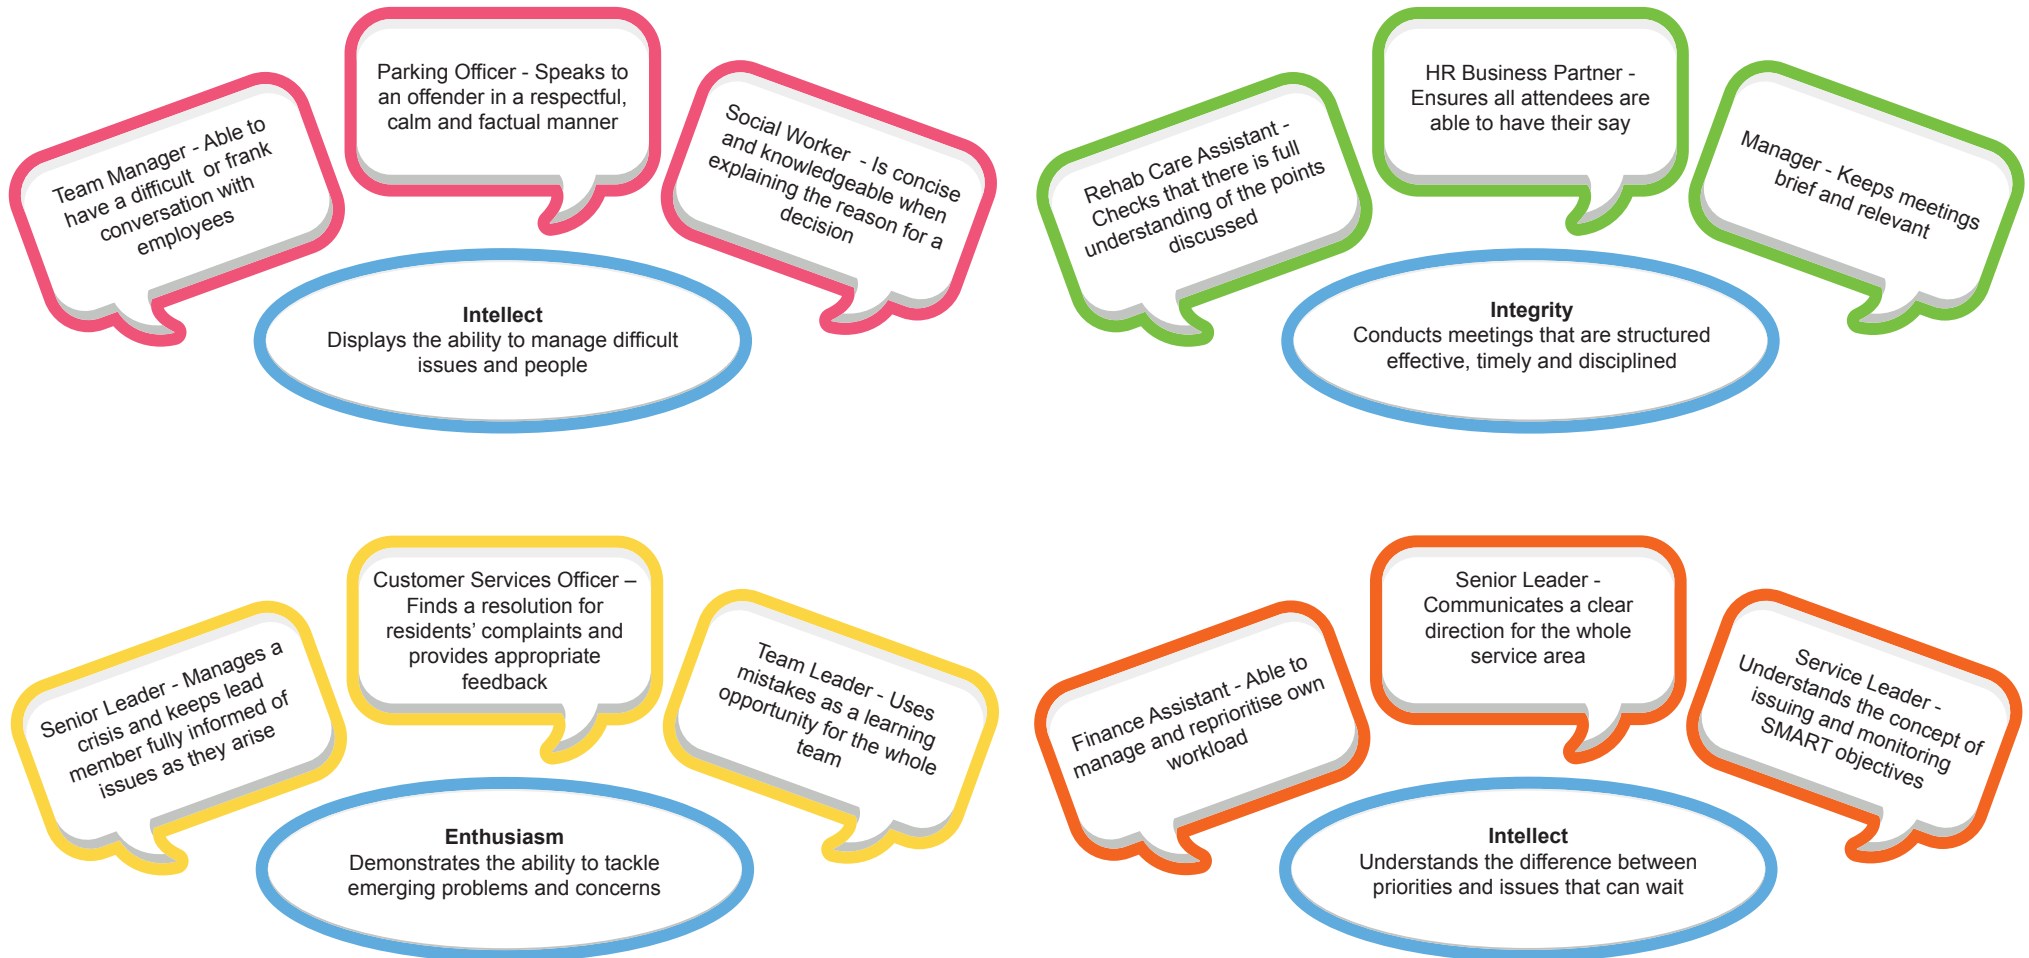 Team Manager - Able to
have a difficult  or frank
conversation with
employees
Parking Officer - Speaks to
an offender in a respectful,
calm and factual manner
Social Worker  - Is concise
and knowledgeable when
explaining the reason for a
decision
Intellect
Displays the ability to manage difficult
issues and people
Rehab Care Assistant -
Checks that there is full
understanding of the points
discussed
HR Business Partner -
Ensures all attendees are
able to have their say
Manager - Keeps meetings
brief and relevant
Integrity
Conducts meetings that are structured
effective, timely and disciplined
Senior Leader - Manages a
crisis and keeps lead
member fully informed of
issues as they arise
Customer Services Officer –
Finds a resolution for
residents’ complaints and
provides appropriate
feedback
Team Leader - Uses
mistakes as a learning
opportunity for the whole
team
Enthusiasm
Demonstrates the ability to tackle
emerging problems and concerns
Finance Assistant - Able to
manage and reprioritise own
workload
Senior Leader -
Communicates a clear
direction for the whole
service area
Service Leader -
Understands the concept of
issuing and monitoring
SMART objectives
Intellect
Understands the difference between
priorities and issues that can wait